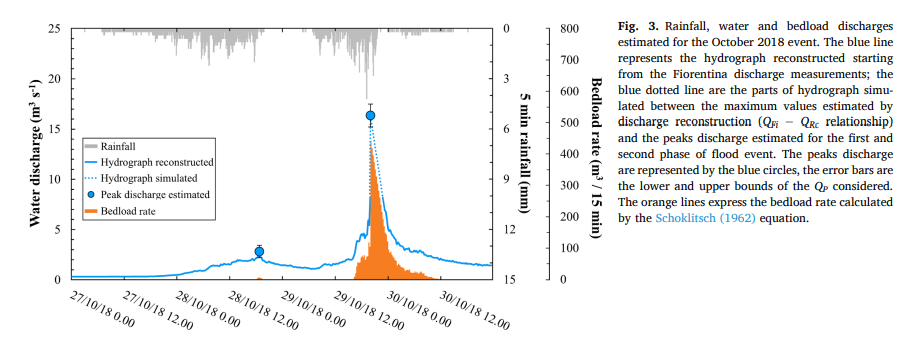 25
20
15
10
5
0
Water discharge (m³ s⁻¹)
0
3
6
9
12
15
5 min rainfall (mm)
800
700
600
500
400
300
200
100
0
Bedload rate (m³ / 15 min)
Rainfall
Hydrograph reconstructed
Hydrograph simulated
Peak discharge estimated
Bedload rate
27/10/18 0.00
27/10/18 12.00
28/10/18 0.00
28/10/18 12.00
29/10/18 0.00
29/10/18 12.00
30/10/18 0.00
30/10/18 12.00
Fig. 3. Rainfall, water and bedload discharges
estimated for the October 2018 event. The blue line
represents the hydrograph reconstructed starting
from the Fiorentina discharge measurements; the
blue dotted line are the parts of hydrograph simu-
lated between the maximum values estimated by
discharge reconstruction (Q_Fi − Q_Rc relationship)
and the peaks discharge estimated for the first and
second phase of flood event. The peaks discharge
are represented by the blue circles, the error bars are
the lower and upper bounds of the Q_P considered.
The orange lines express the bedload rate calculated
by the Schoklitsch (1962) equation.